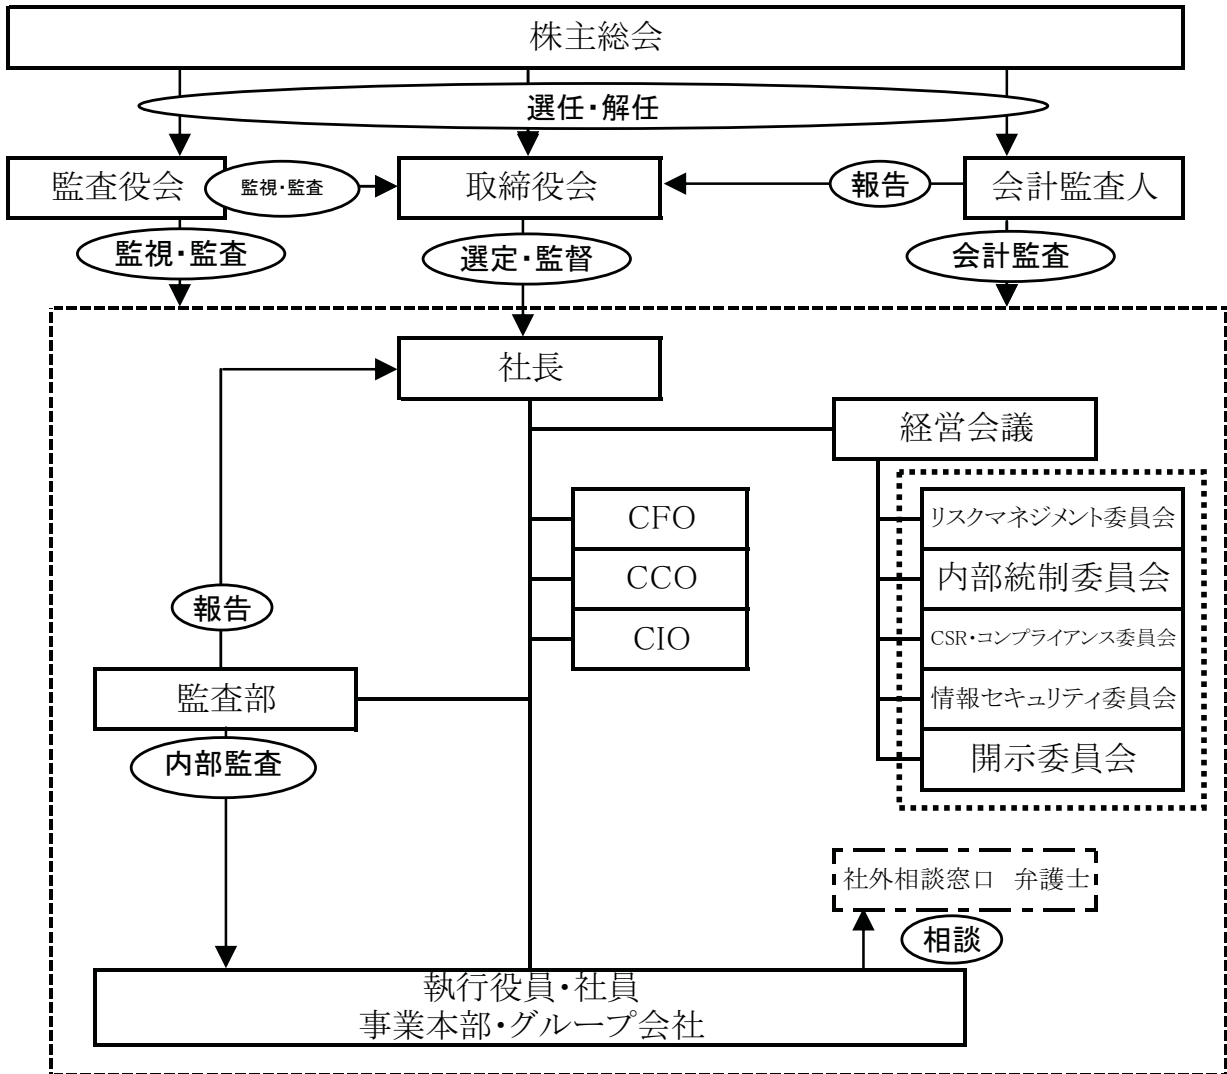 株主総会
選任・解任
監査役会
監視・監査
取締役会
報告
会計監査人
監視・監査
選定・監督
会計監査
社長
経営会議
CFO
リスクマネジメント委員会
CCO
内部統制委員会
報告
CIO
CSR・コンプライアンス委員会
監査部
情報セキュリティ委員会
内部監査
開示委員会
社外相談窓口　弁護士
相談
執行役員・社員
事業本部・グループ会社